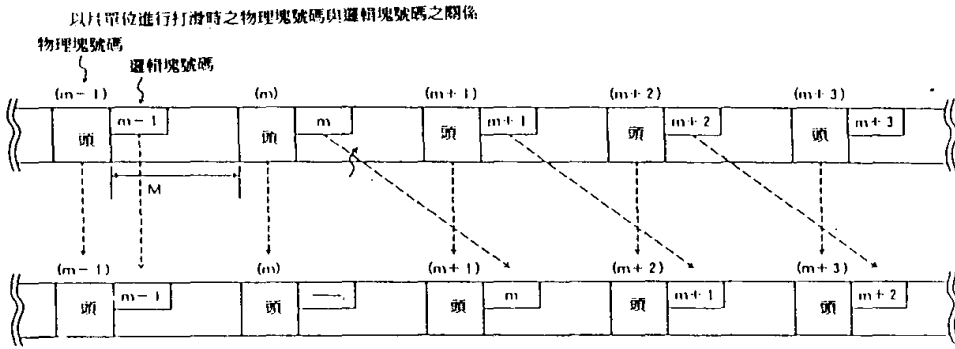 以片單位進行打滑時之物理塊號碼與邏輯塊號碼之關係
物理塊號碼
邏輯塊號碼
(m-1) (m) (m+1) (m+2) (m+3)
頭 m-1 頭 m 頭 m+1 頭 m+2 頭 m+3
M
(m-1) (m) (m+1) (m+2) (m+3)
頭 m-1 頭 — 頭 m 頭 m+1 頭 m+2